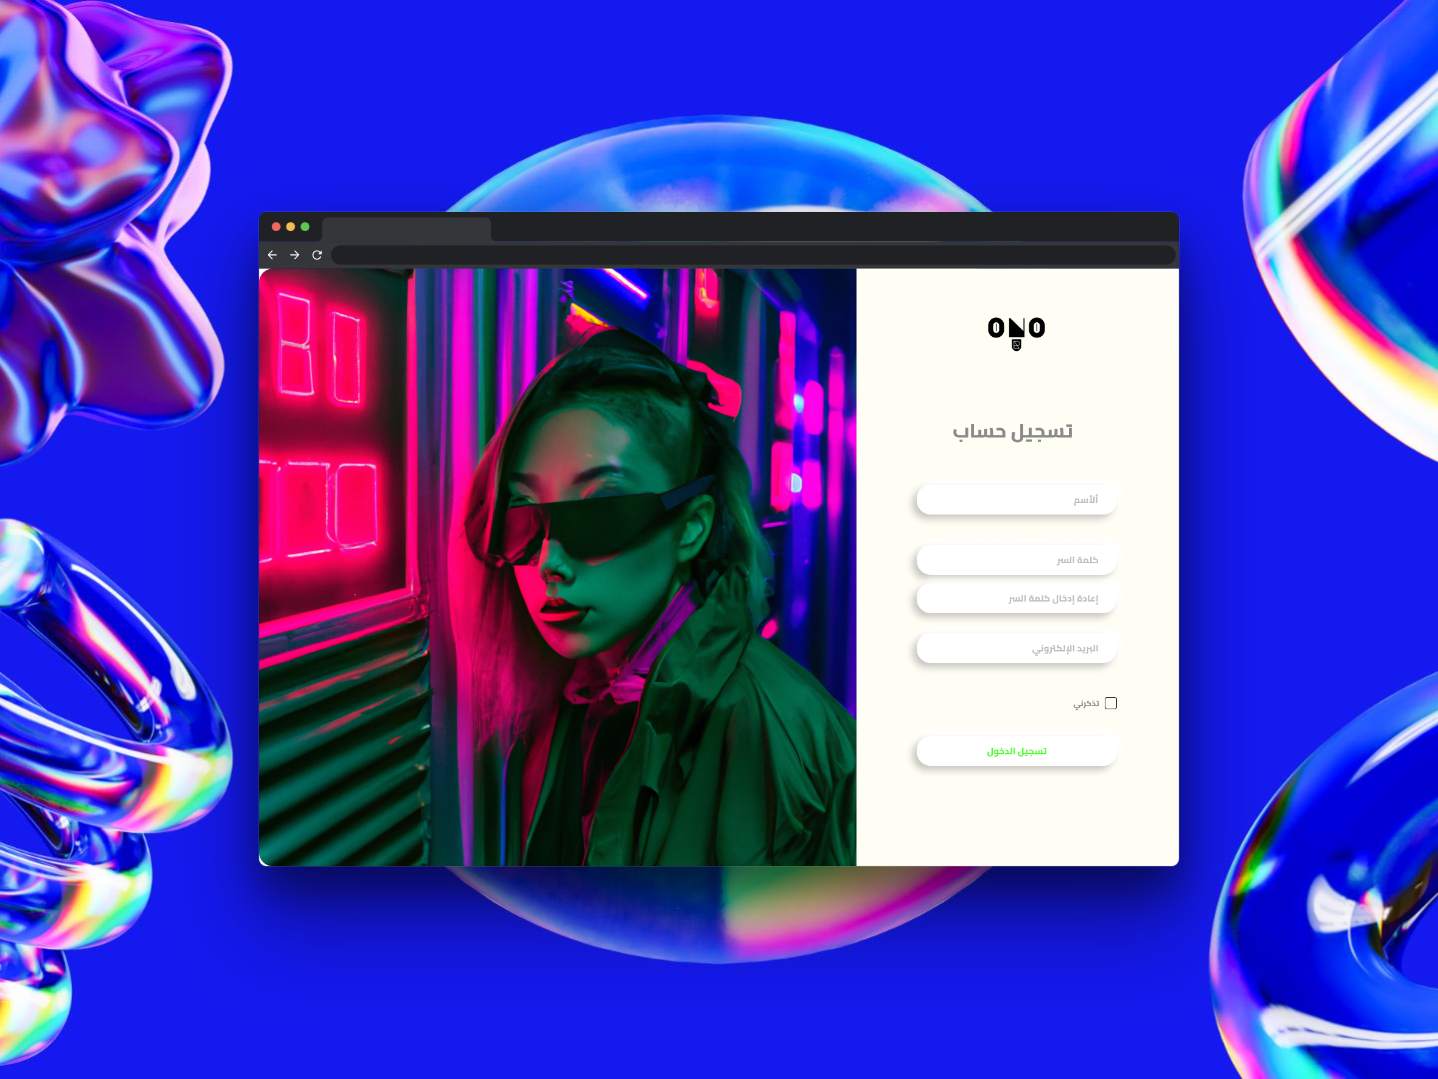 ONO
تسجيل حساب
ألأسم
كلمة السر
إعادة إدخال كلمة السر
البريد الإلكتروني
تذكرني
تسجيل الدخول